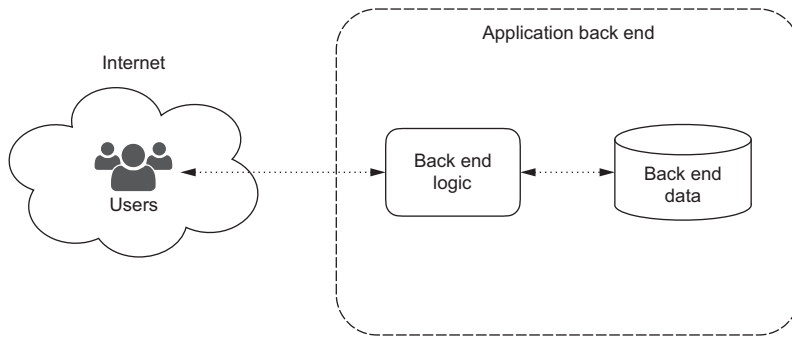 Application back end
Internet
Users
Back end
logic
Back end
data